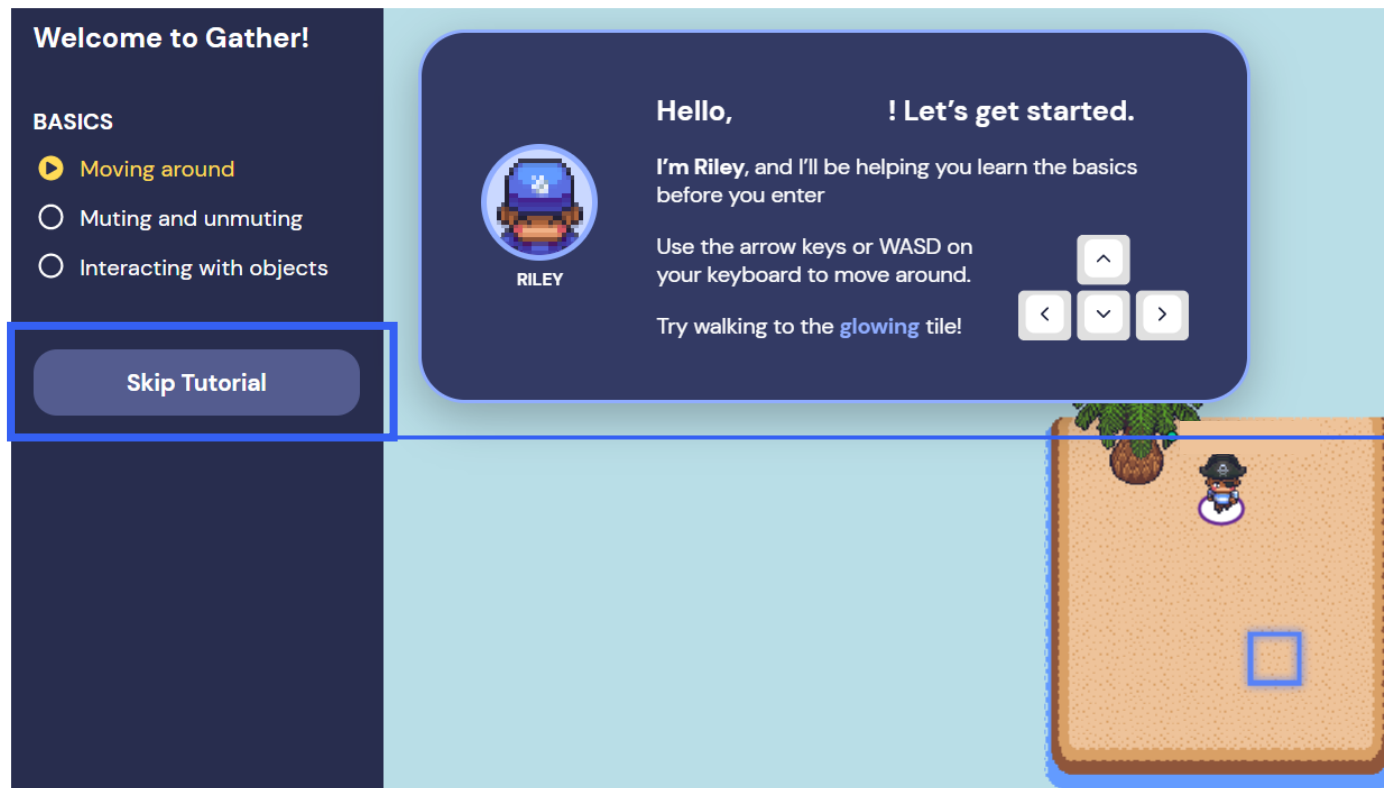 Welcome to Gather!
BASICS
Moving around
Muting and unmuting
Interacting with objects
Skip Tutorial
Hello, ! Let's get started.
I'm Riley, and I'll be helping you learn the basics
before you enter
Use the arrow keys or WASD on
your keyboard to move around.
Try walking to the glowing tile!
RILEY